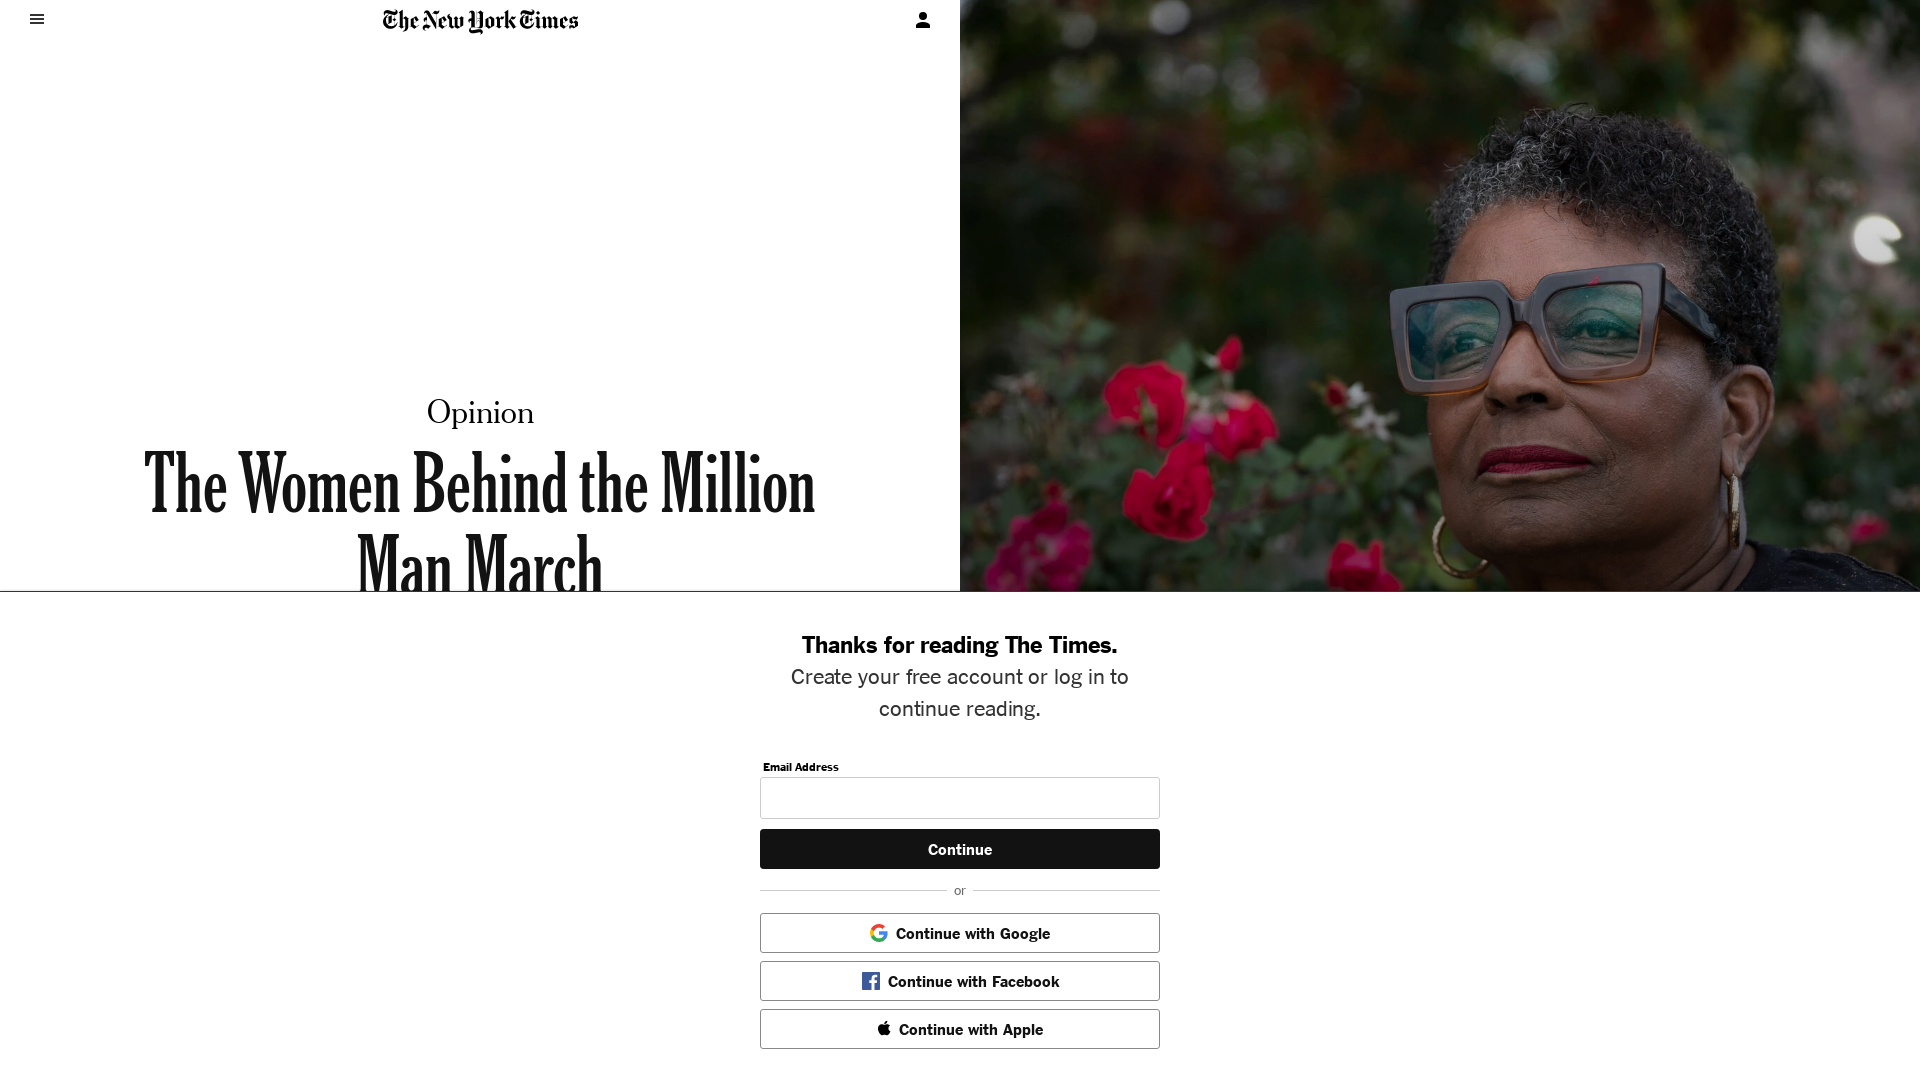 The New York Times
Opinion
The Women Behind the Million
Man March
Thanks for reading The Times.
Create your free account or log in to
continue reading.
Email Address
Continue
or
Continue with Google
Continue with Facebook
Continue with Apple